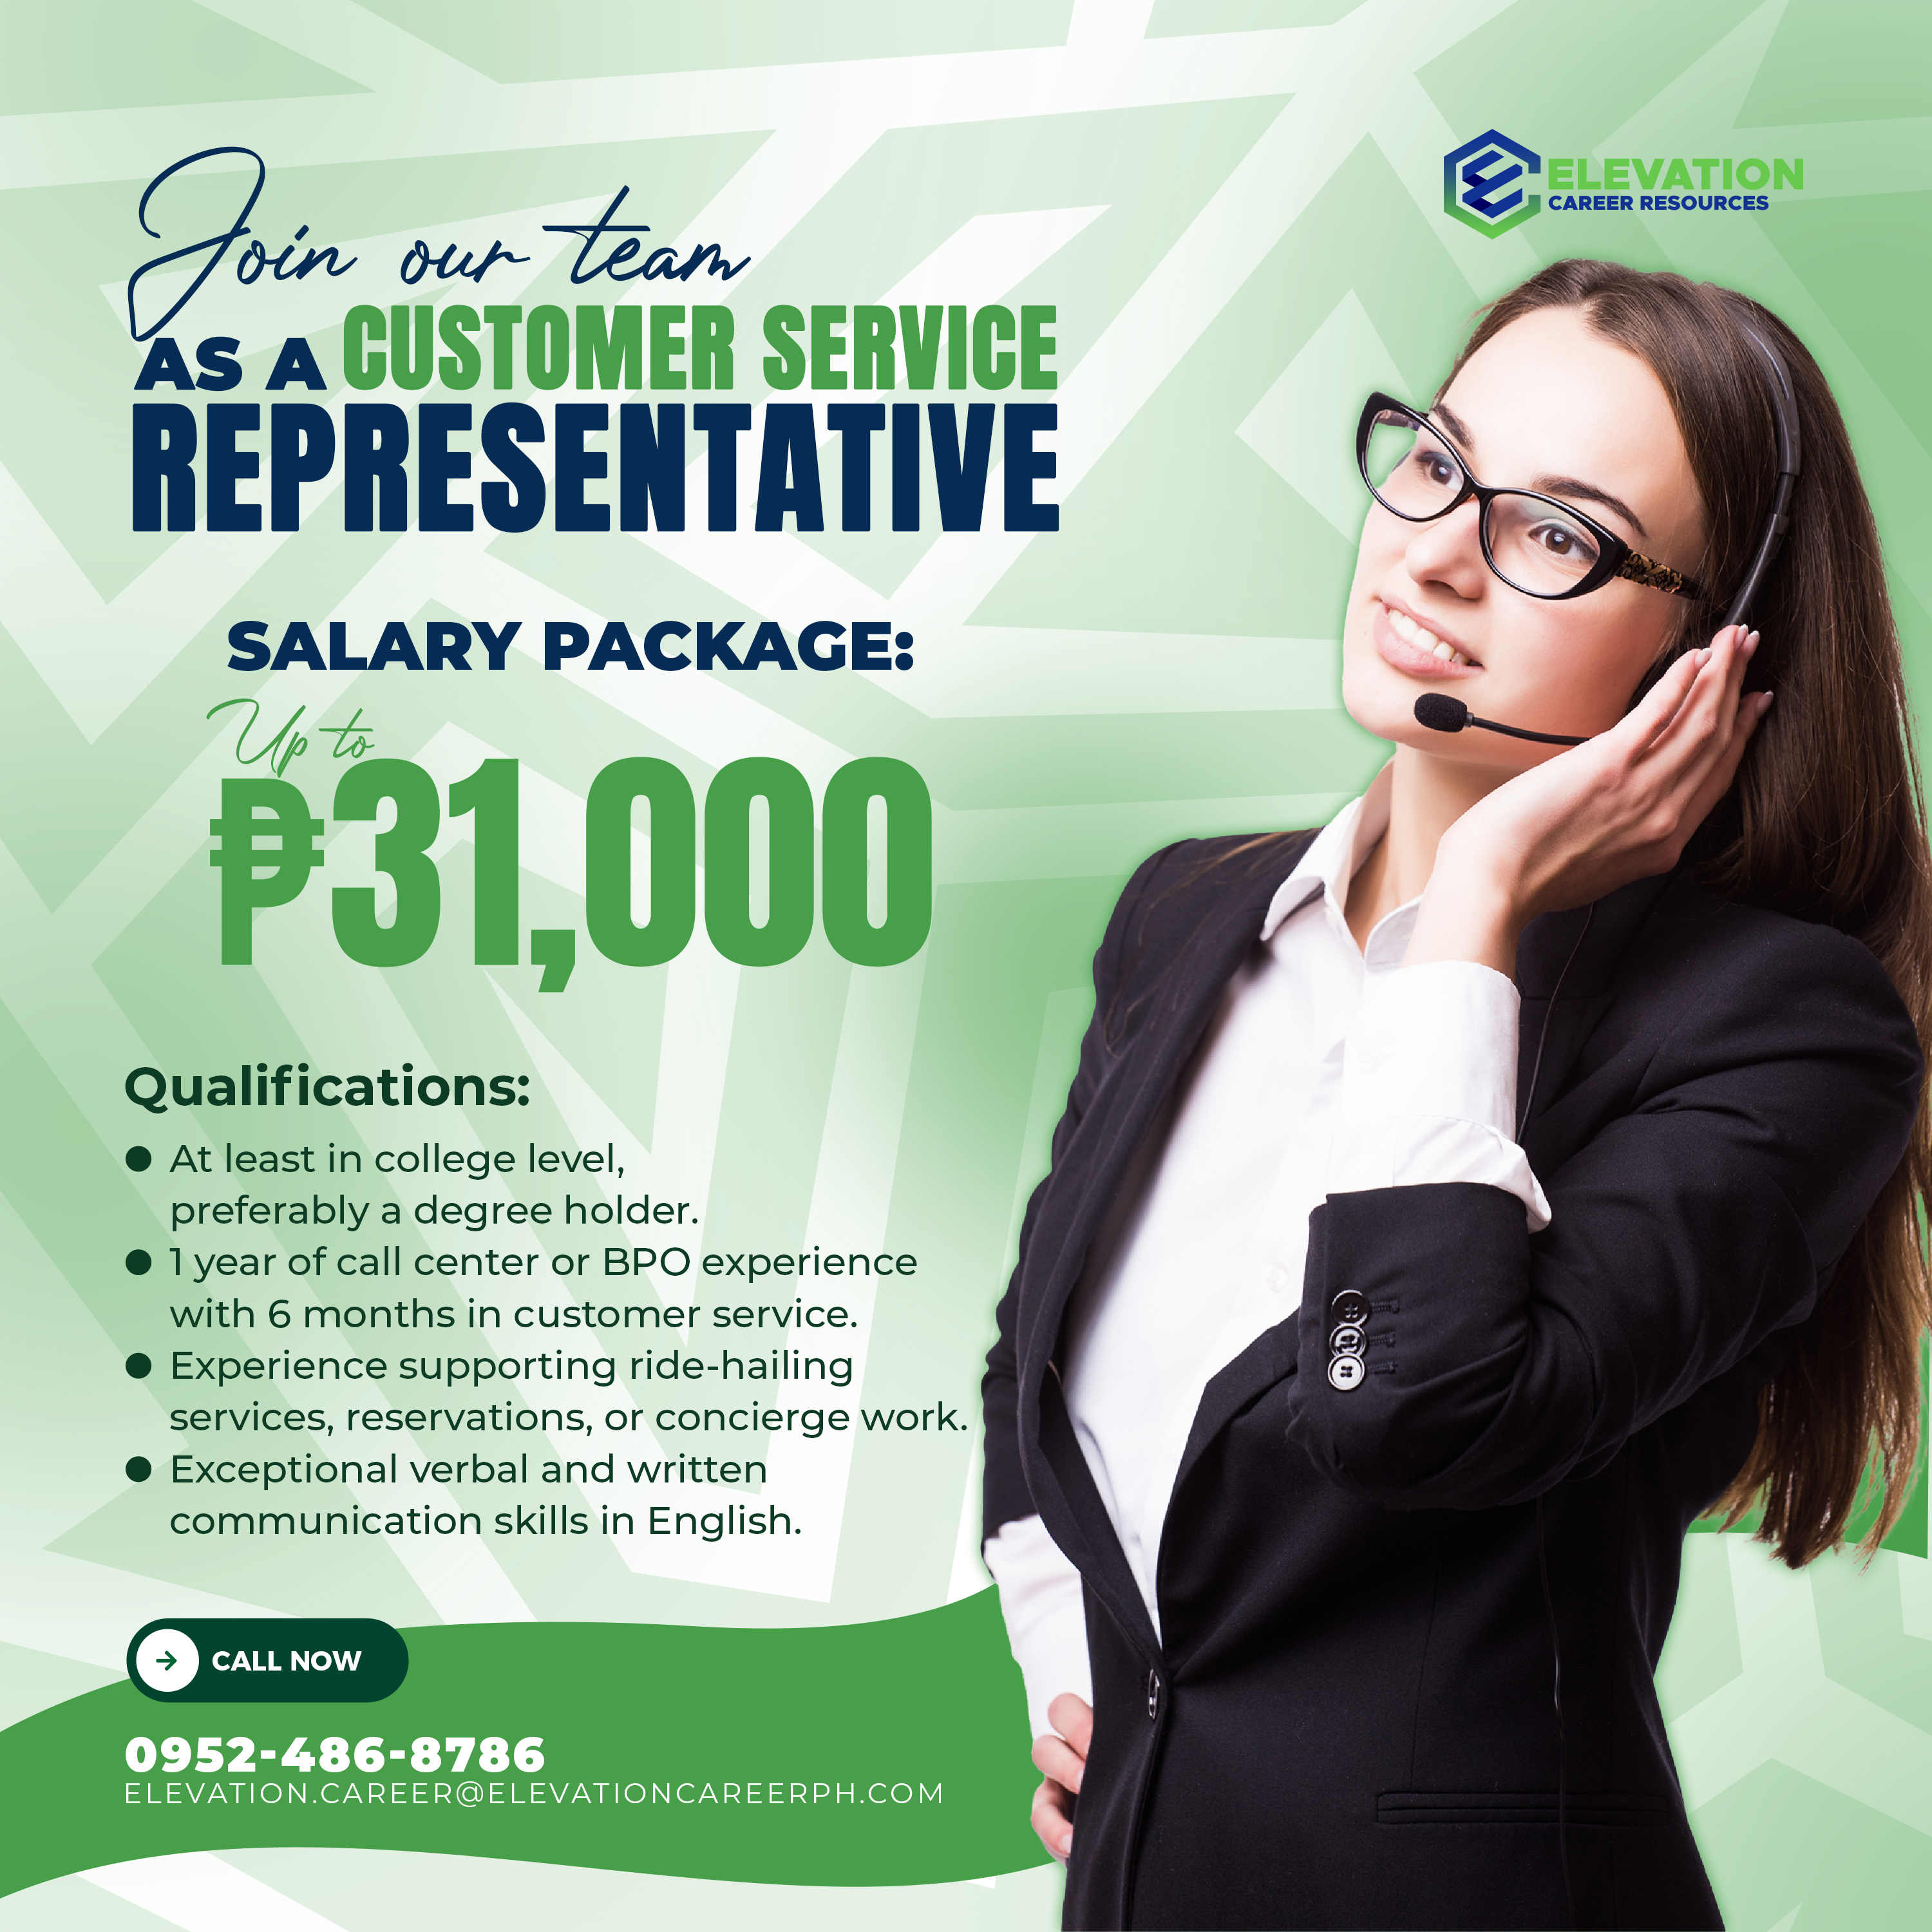 ELEVATION
CAREER RESOURCES
Join our team
AS A CUSTOMER SERVICE
REPRESENTATIVE
SALARY PACKAGE:
Up to
₱31,000
Qualifications:
● At least in college level,
preferably a degree holder.
● 1 year of call center or BPO experience
with 6 months in customer service.
● Experience supporting ride-hailing
services, reservations, or concierge work.
● Exceptional verbal and written
communication skills in English.
CALL NOW
0952-486-8786
ELEVATION.CAREER@ELEVATIONCAREERPH.COM